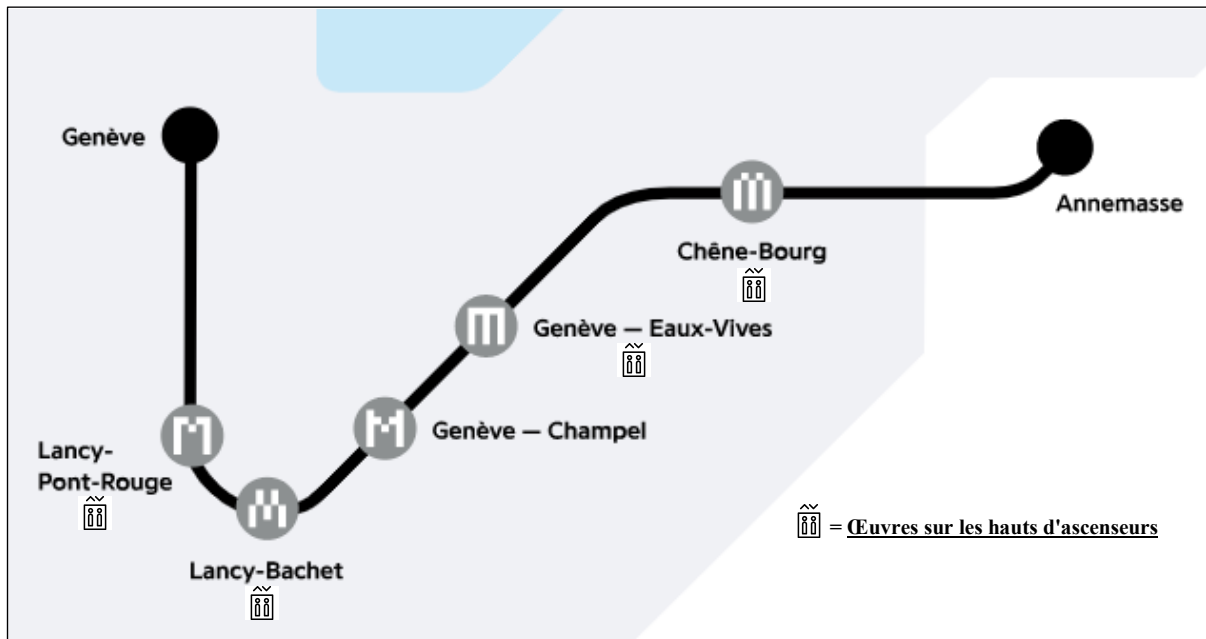 Genève
Annemasse
Chêne-Bourg
Genève — Eaux-Vives
Genève — Champel
Lancy-
Pont-Rouge
= Œuvres sur les hauts d'ascenseurs
Lancy-Bachet